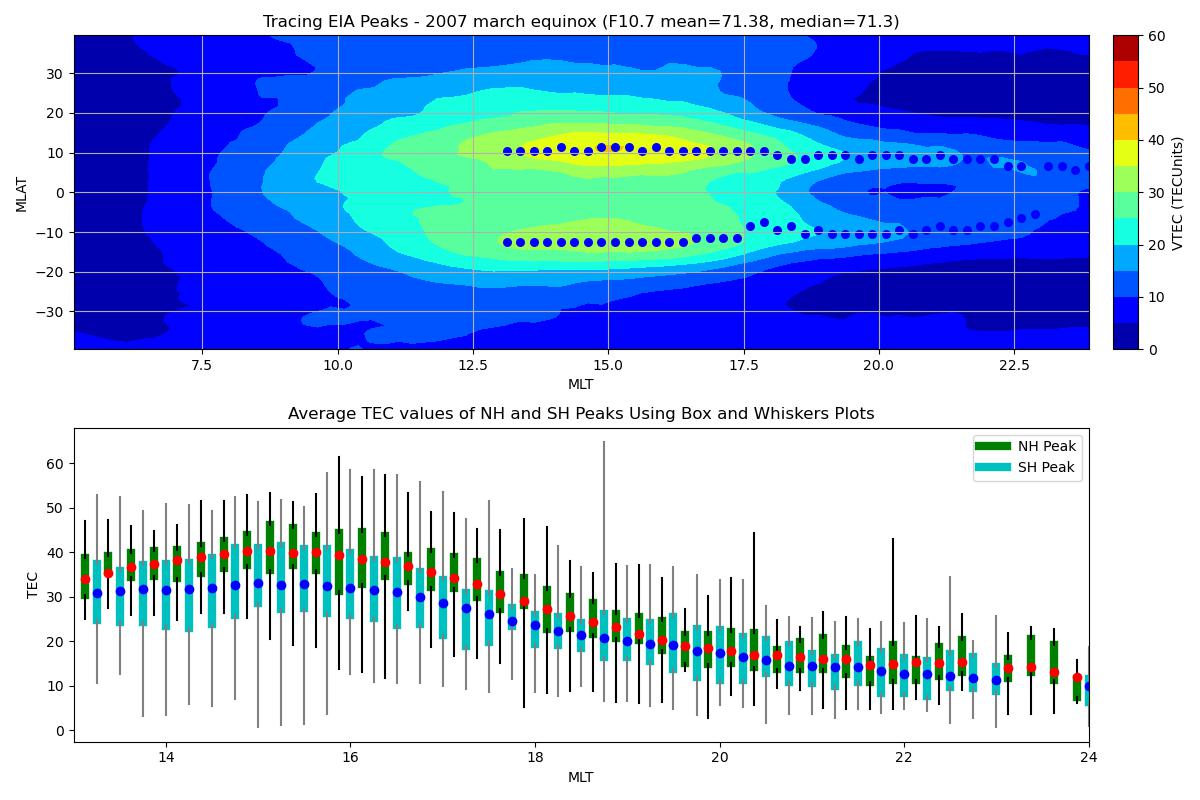 Tracing EIA Peaks - 2007 march equinox (F10.7 mean=71.38, median=71.3)
MLAT
30
20
10
0
−10
−20
−30
7.5 10.0 12.5 15.0 17.5 20.0 22.5
MLT
60
50
40
30
20
10
0
VTEC (TECUnits)
Average TEC values of NH and SH Peaks Using Box and Whiskers Plots
NH Peak
SH Peak
TEC
60
50
40
30
20
10
0
14 16 18 20 22 24
MLT